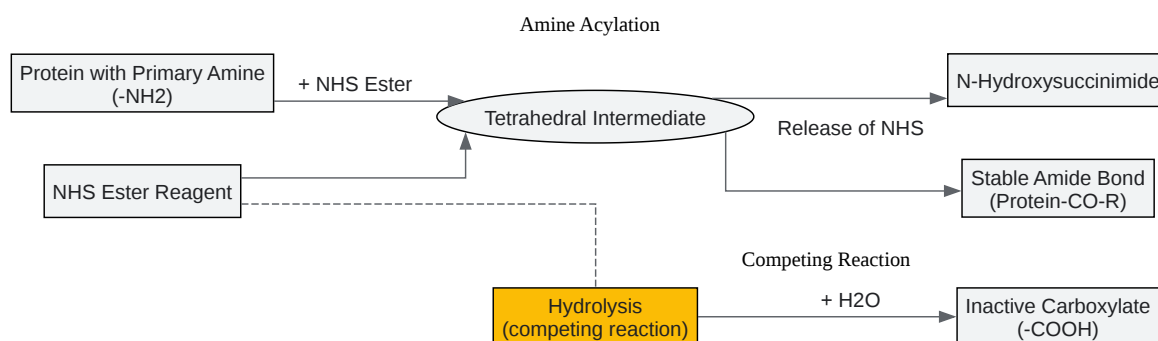 Amine Acylation
Protein with Primary Amine
(-NH2)
+ NHS Ester
Tetrahedral Intermediate
N-Hydroxysuccinimide
Release of NHS
NHS Ester Reagent
Stable Amide Bond
(Protein-CO-R)
Competing Reaction
Hydrolysis
(competing reaction)
+ H2O
Inactive Carboxylate
(-COOH)